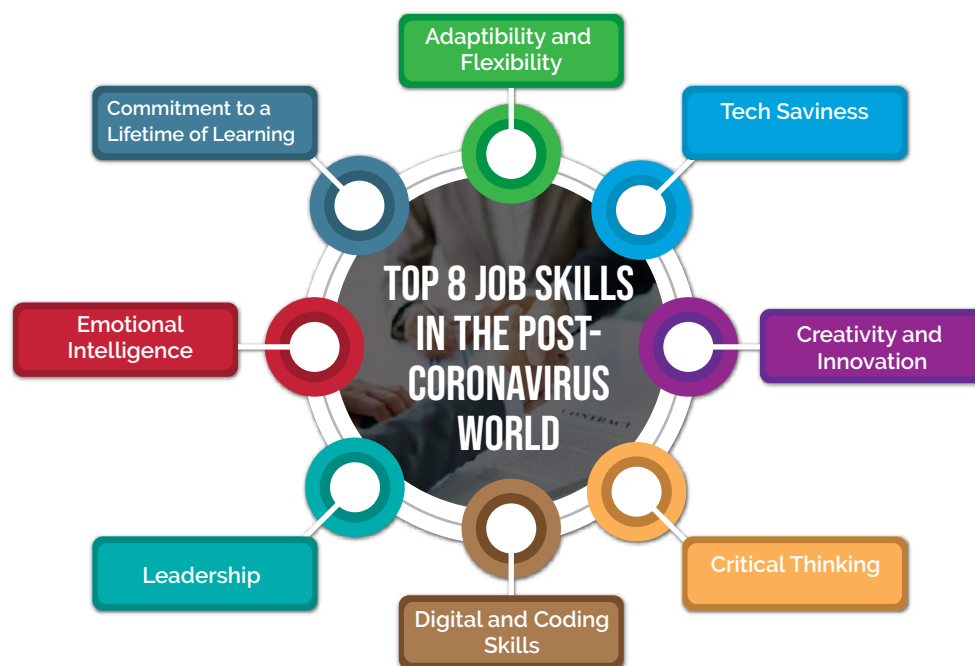 Adaptibility and
Flexibility
Tech Saviness
Creativity and
Innovation
Critical Thinking
Digital and Coding
Skills
Leadership
Emotional
Intelligence
Commitment to a
Lifetime of Learning
TOP 8 JOB SKILLS
IN THE POST-
CORONAVIRUS
WORLD
CONTRACT